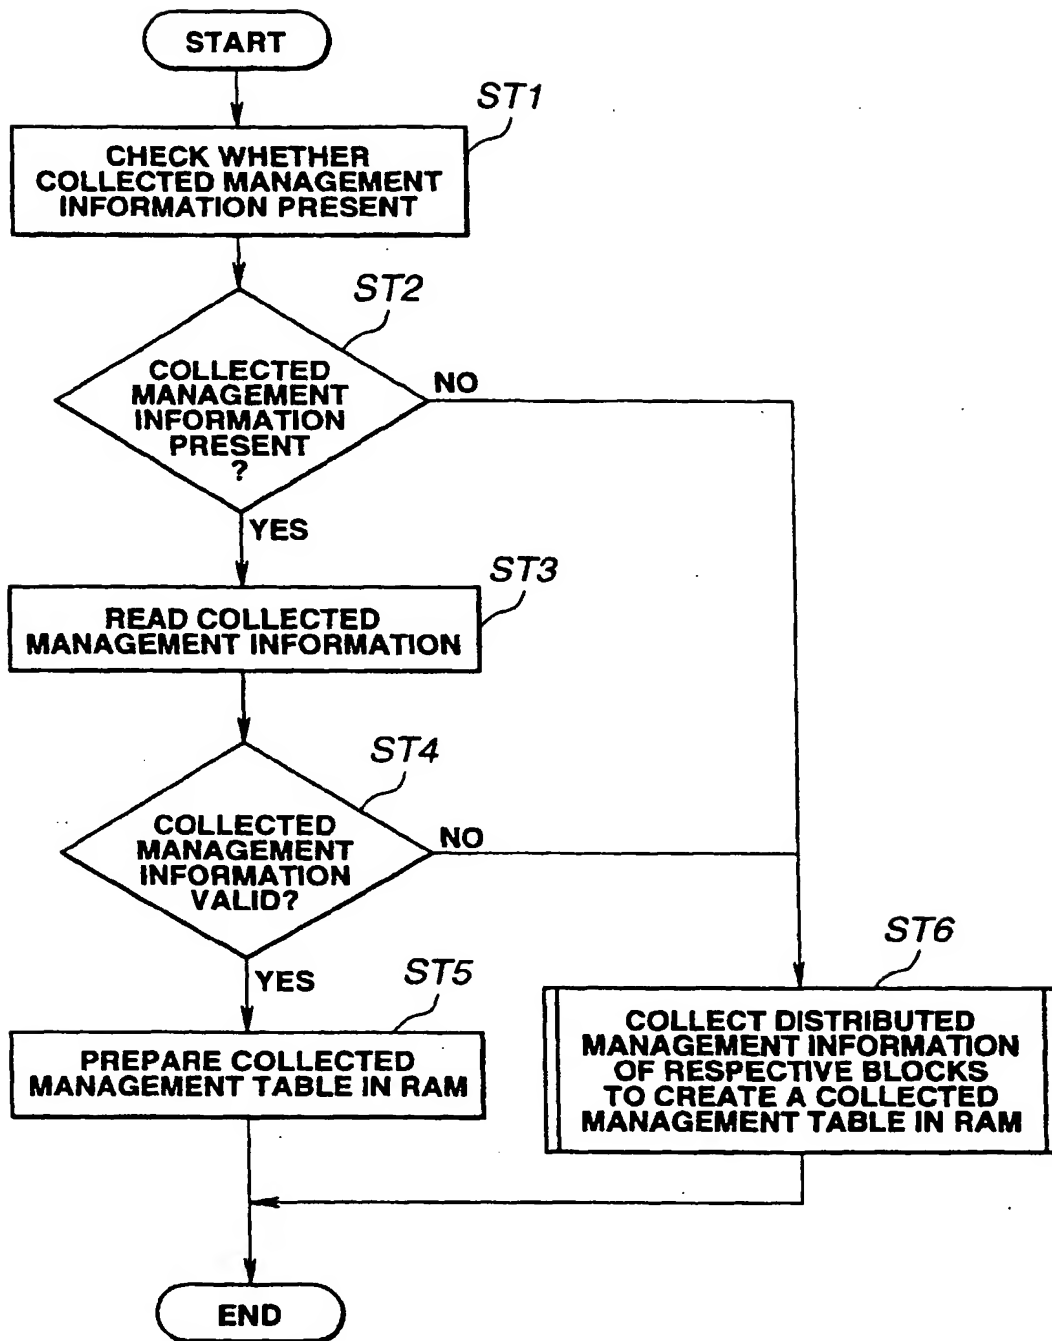 START
ST1
CHECK WHETHER
COLLECTED MANAGEMENT
INFORMATION PRESENT
ST2
COLLECTED
MANAGEMENT
INFORMATION
PRESENT
?
NO
YES
ST3
READ COLLECTED
MANAGEMENT INFORMATION
ST4
COLLECTED
MANAGEMENT
INFORMATION
VALID?
NO
YES
ST5
PREPARE COLLECTED
MANAGEMENT TABLE IN RAM
ST6
COLLECT DISTRIBUTED
MANAGEMENT INFORMATION
OF RESPECTIVE BLOCKS
TO CREATE A COLLECTED
MANAGEMENT TABLE IN RAM
END